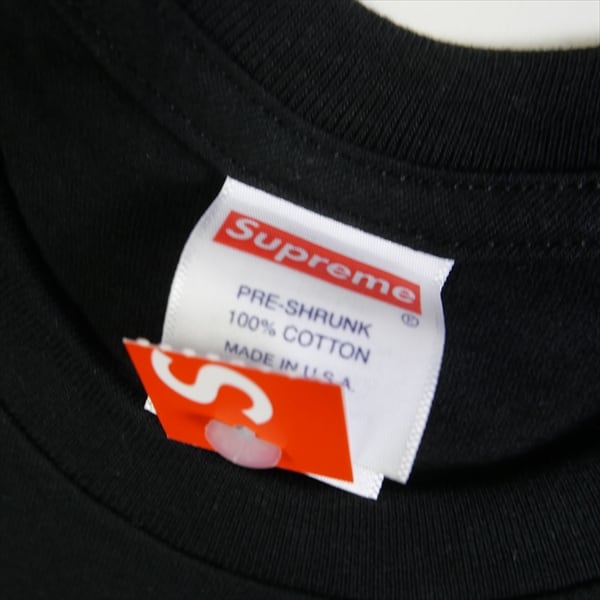 Supreme
®
PRE-SHRUNK
100% COTTON
MADE IN U.S.A.
S